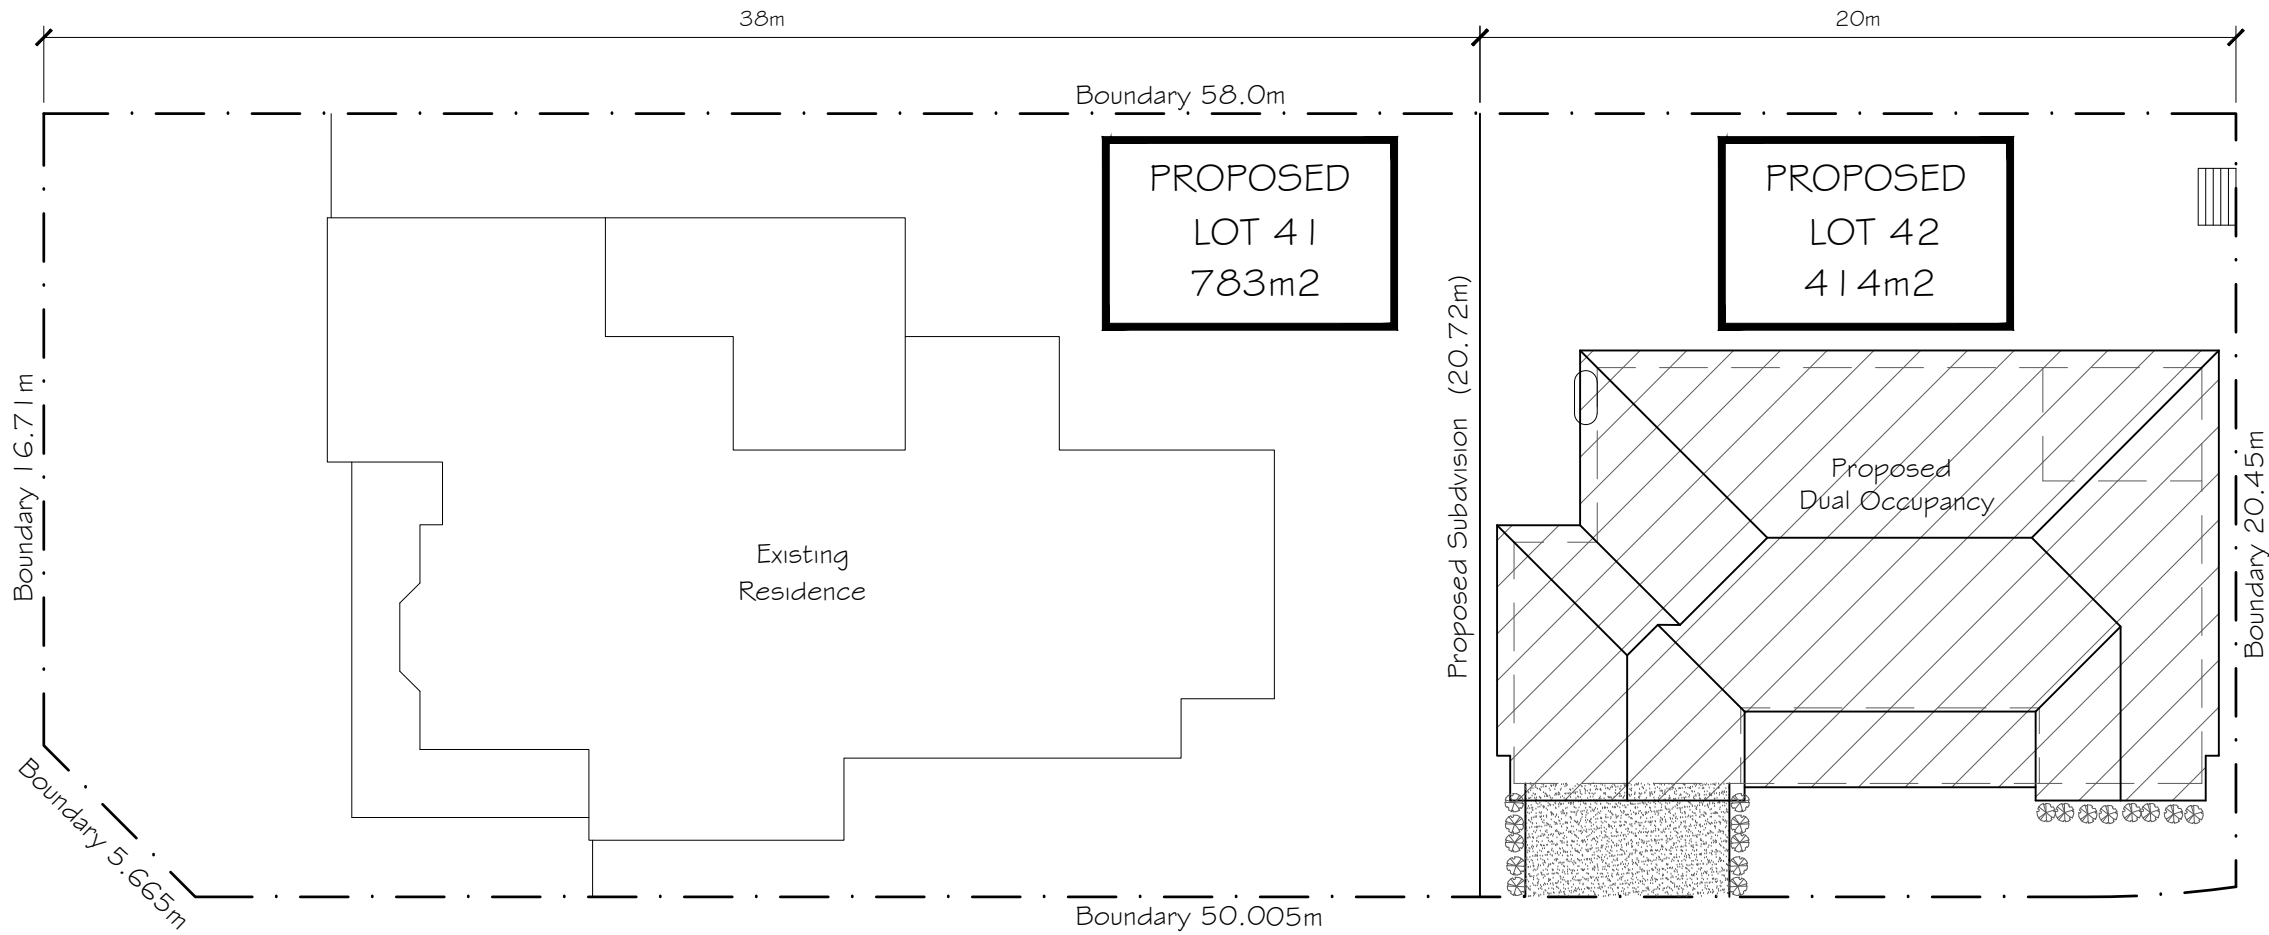 38m
20m
Boundary 58.0m
PROPOSED
LOT 41
783m2
PROPOSED
LOT 42
414m2
Boundary 16.71m
Existing
Residence
Proposed Subdvision (20.72m)
Proposed
Dual Occupancy
Boundary 20.45m
Boundary 5.665m
Boundary 50.005m